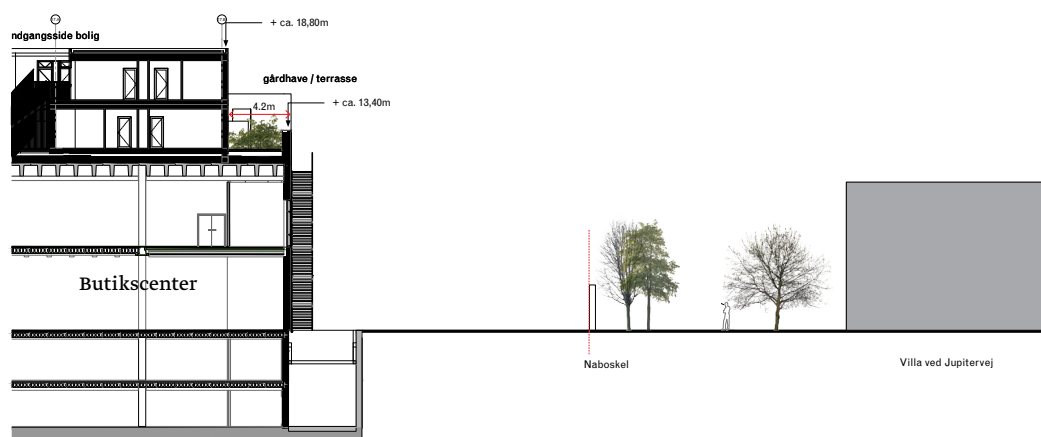 + ca. 18,80m
ndgangsside bolig
gårdhave / terrasse
4.2m
+ ca. 13,40m
Butikscenter
Naboskel
Villa ved Jupitervej